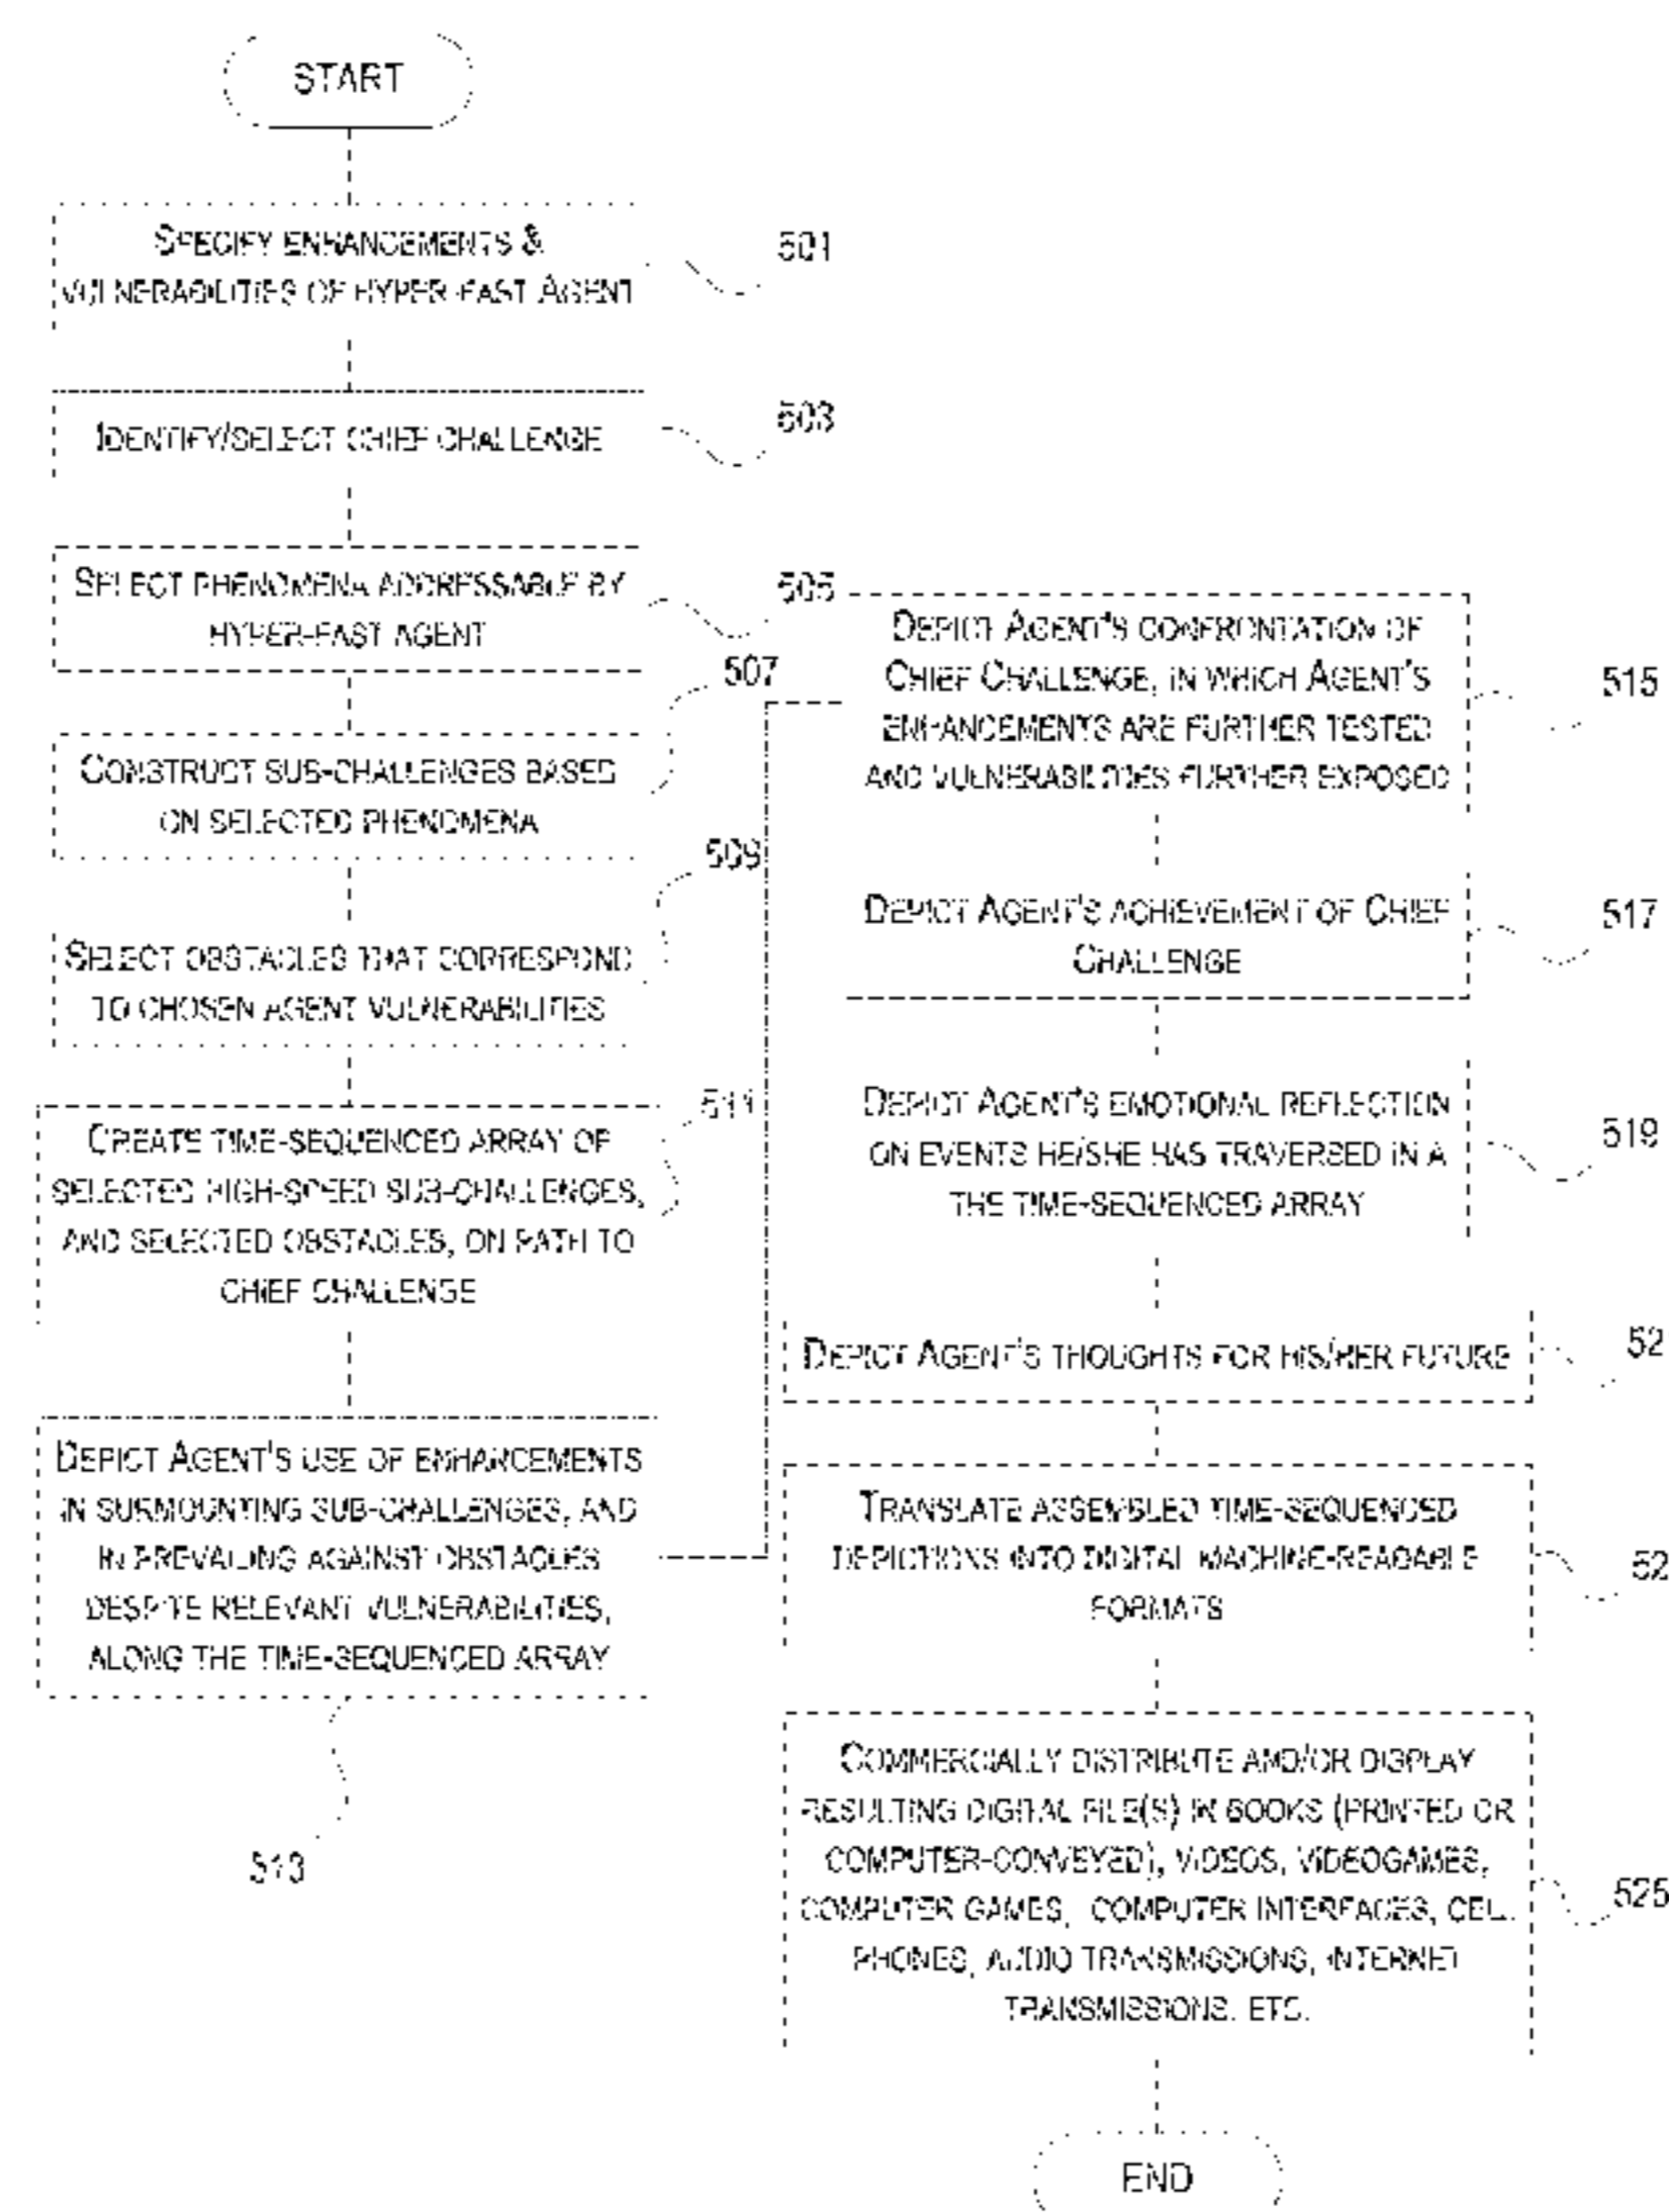 START
SPECIFY ENHANCEMENTS &
VULNERABILITIES OF HYPER-FAST AGENT
501
IDENTIFY/SELECT CHIEF CHALLENGE
503
SELECT PHENOMENA ADDRESSABLE BY
HYPER-FAST AGENT
505
CONSTRUCT SUB-CHALLENGES BASED
ON SELECTED PHENOMENA
507
SELECT OBSTACLES THAT CORRESPOND
TO CHOSEN AGENT VULNERABILITIES
509
CREATE TIME-SEQUENCED ARRAY OF
SELECTED HIGH-SPEED SUB-CHALLENGES,
AND SELECTED OBSTACLES, ON PATH TO
CHIEF CHALLENGE
511
DEPICT AGENT'S USE OF ENHANCEMENTS
IN SURMOUNTING SUB-CHALLENGES, AND
IN PREVAILING AGAINST OBSTACLES
DESPITE RELEVANT VULNERABILITIES,
ALONG THE TIME-SEQUENCED ARRAY
513
DEPICT AGENT'S CONFRONTATION OF
CHIEF CHALLENGE, IN WHICH AGENT'S
ENHANCEMENTS ARE FURTHER TESTED
AND VULNERABILITIES FURTHER EXPOSED
515
DEPICT AGENT'S ACHIEVEMENT OF CHIEF
CHALLENGE
517
DEPICT AGENT'S EMOTIONAL REFLECTION
ON EVENTS HE/SHE HAS TRAVERSED IN A
THE TIME-SEQUENCED ARRAY
519
DEPICT AGENT'S THOUGHTS FOR HIS/HER FUTURE
52
TRANSLATE ASSEMBLED TIME-SEQUENCED
DEPICTIONS INTO DIGITAL MACHINE-READABLE
FORMATS
52
COMMERCIALLY DISTRIBUTE AND/OR DISPLAY
RESULTING DIGITAL FILE(S) IN BOOKS (PRINTED OR
COMPUTER-CONVEYED), VIDEOS, VIDEOGAMES,
COMPUTER GAMES, COMPUTER INTERFACES, CELL
PHONES, AUDIO TRANSMISSIONS, INTERNET
TRANSMISSIONS, ETC.
525
END